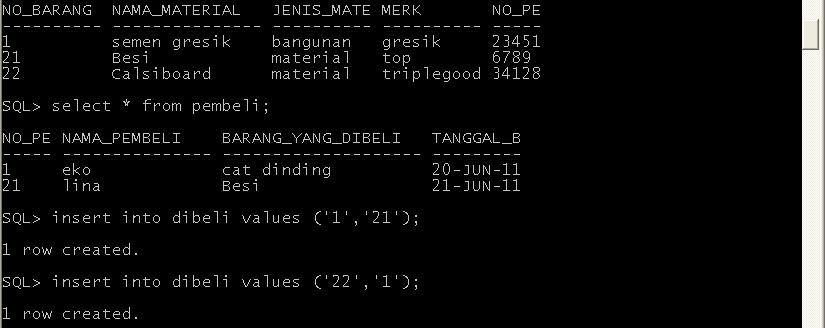 NO_BARANG NAMA_MATERIAL JENIS_MATE MERK NO_PE
---------- --------------- ---------- ---------- -----
1 semen gresik bangunan gresik 23451
21 Besi material top 6789
22 Calsiboard material triplegood 34128
SQL> select * from pembeli;
NO_PE NAMA_PEMBELI BARANG_YANG_DIBELI TANGGAL_B
----- --------------- -------------------- ---------
1 eko cat dinding 20-JUN-11
21 lina Besi 21-JUN-11
SQL> insert into dibeli values ('1','21');
1 row created.
SQL> insert into dibeli values ('22','1');
1 row created.